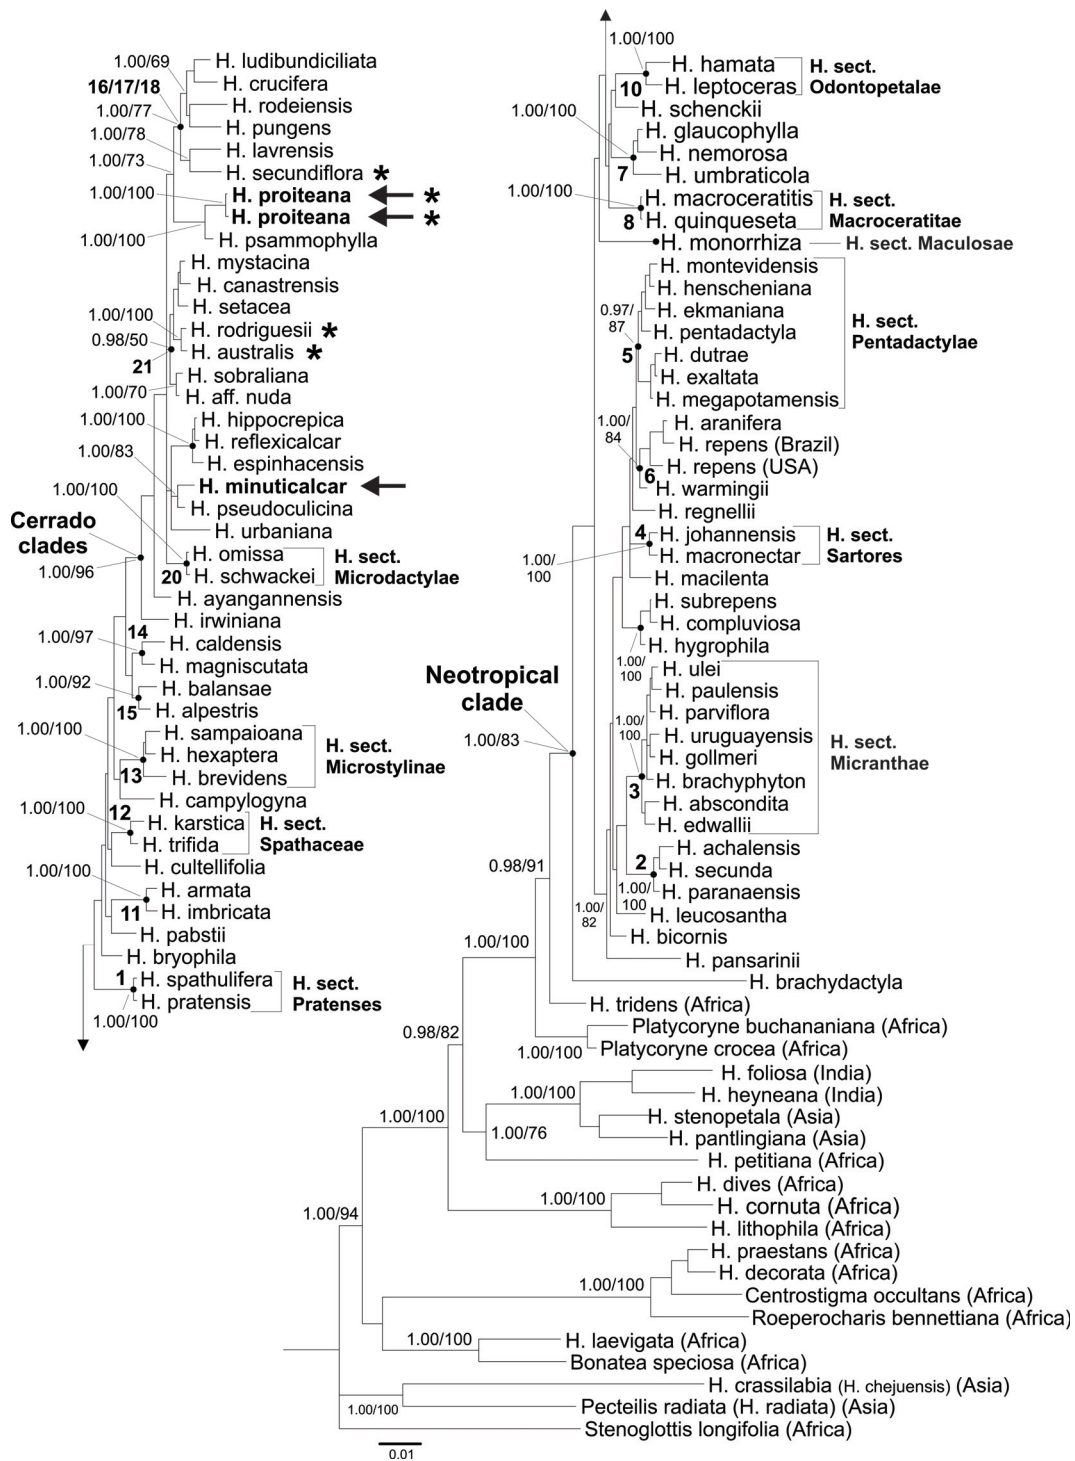 1.00/69
H. ludibundiciliata
16/17/18
H. crucifera
1.00/77
H. rodeiensis
H. pungens
1.00/78
H. lavrensis
1.00/73
H. secundiflora *
1.00/100
H. proiteana *
H. proiteana *
1.00/100
H. psammophylla
H. mystacina
H. canastrensis
H. setacea
1.00/100
H. rodriguesii *
0.98/50
H. australis *
21
H. sobraliana
1.00/70
H. aff. nuda
1.00/100
H. hippocrepica
H. reflexicalcar
1.00/83
H. espinhacensis
1.00/100
H. minuticalcar
H. pseudoculicina
H. urbaniana
Cerrado
clades
1.00/96
H. omissa
20
H. schwackei
H. sect.
Microdactylae
H. ayangannensis
H. irwiniana
14
1.00/97
H. caldensis
H. magniscutata
1.00/92
H. balansae
15
H. alpestris
1.00/100
H. sampaioana
H. hexaptera
13
H. brevidens
H. sect.
Microstylinae
H. campylogyna
12
1.00/100
H. karstica
H. trifida
H. sect.
Spathaceae
H. cultellifolia
1.00/100
H. armata
11
H. imbricata
H. pabstii
H. bryophila
1
H. spathulifera
H. pratensis
1.00/100
H. sect.
Pratenses
1.00/100
H. hamata
10
H. leptoceras
H. sect.
Odontopetalae
H. schenckii
1.00/100
H. glaucophylla
H. nemorosa
7
H. umbraticola
1.00/100
H. macroceratitis
8
H. quinqueseta
H. sect.
Macroceratitae
H. monorrhiza
H. sect. Maculosae
H. montevidensis
H. henscheniana
0.97/
87
H. ekmaniana
H. pentadactyla
5
H. dutrae
H. exaltata
H. megapotamensis
H. sect.
Pentadactylae
1.00/
84
H. aranifera
H. repens (Brazil)
6
H. repens (USA)
H. warmingii
H. regnellii
4
H. johannensis
H. macronectar
1.00/
100
H. sect.
Sartores
H. macilenta
H. subrepens
H. compluviosa
H. hygrophila
1.00/
100
Neotropical
clade
1.00/83
H. ulei
H. paulensis
H. parviflora
1.00/
100
H. uruguayensis
H. gollmeri
3
H. brachyphyton
H. abscondita
H. edwallii
H. sect.
Micranthae
2
H. achalensis
H. secunda
H. paranaensis
1.00/
100
H. leucosantha
1.00/
82
H. bicornis
H. pansarinii
H. brachydactyla
0.98/91
H. tridens (Africa)
1.00/100
Platycoryne buchananiana (Africa)
1.00/100
Platycoryne crocea (Africa)
0.98/82
H. foliosa (India)
1.00/100
H. heyneana (India)
H. stenopetala (Asia)
1.00/100
1.00/76
H. pantlingiana (Asia)
H. petitiana (Africa)
H. dives (Africa)
1.00/100
H. cornuta (Africa)
1.00/94
H. lithophila (Africa)
H. praestans (Africa)
H. decorata (Africa)
1.00/100
Centrostigma occultans (Africa)
Roeperocharis bennettiana (Africa)
1.00/100
H. laevigata (Africa)
Bonatea speciosa (Africa)
H. crassilabia (H. chejuensis) (Asia)
1.00/100
Pecteilis radiata (H. radiata) (Asia)
Stenoglottis longifolia (Africa)
0.01